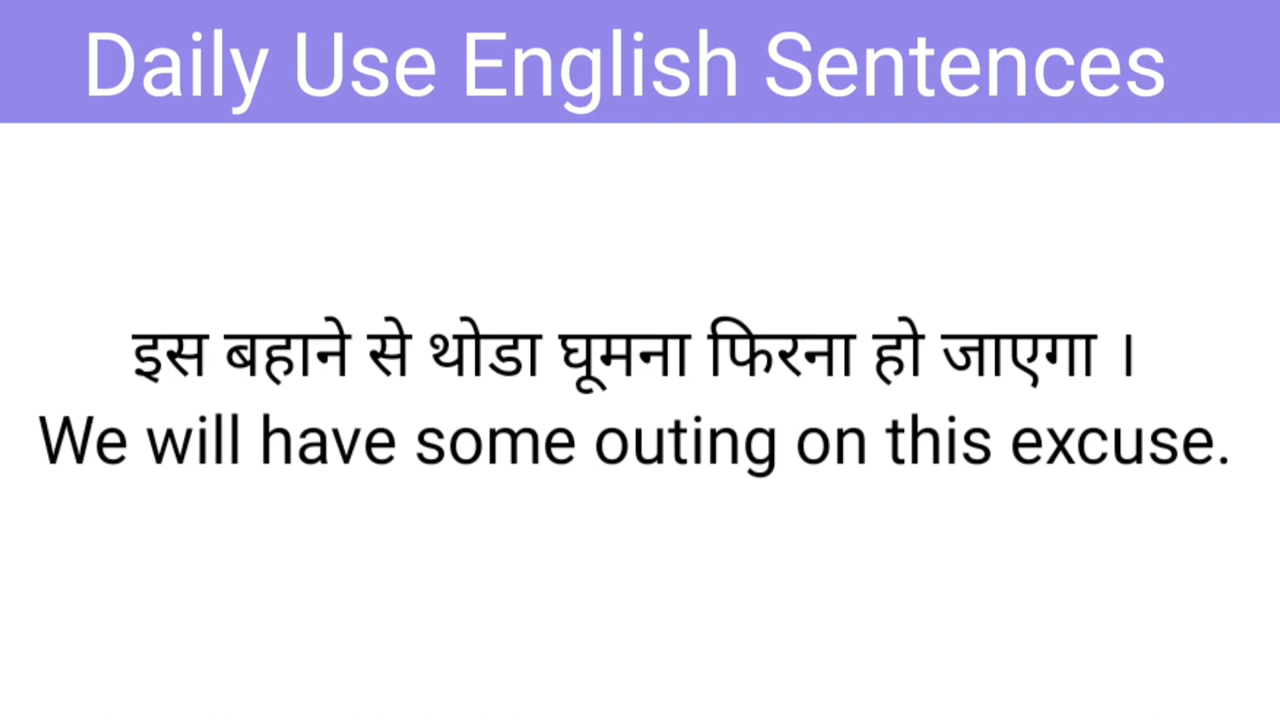 Daily Use English Sentences
इस बहाने से थोडा घूमना फिरना हो जाएगा ।
We will have some outing on this excuse.